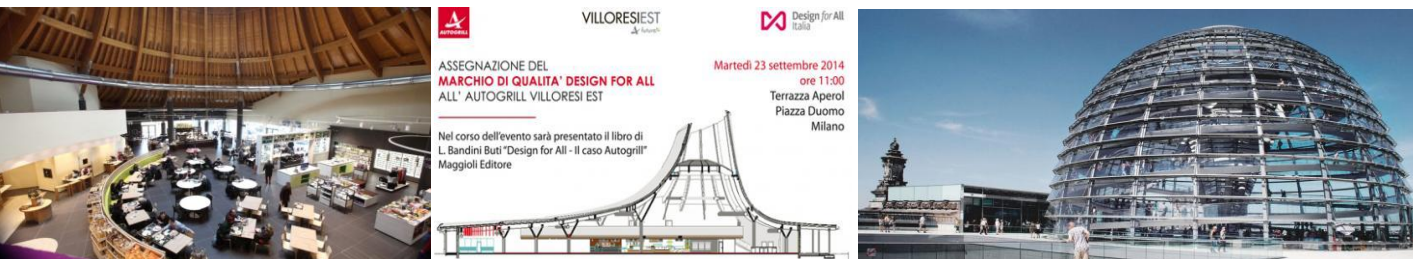 AUTOGRILL
VILLORESIEST
Design for All
Italia
ASSEGNAZIONE DEL
MARCHIO DI QUALITA' DESIGN FOR ALL
ALL' AUTOGRILL VILLORESI EST
Nel corso dell'evento sarà presentato il libro di
L. Bandini Buti "Design for All - Il caso Autogrill"
Maggioli Editore
Martedì 23 settembre 2014
ore 11:00
Terrazza Aperol
Piazza Duomo
Milano